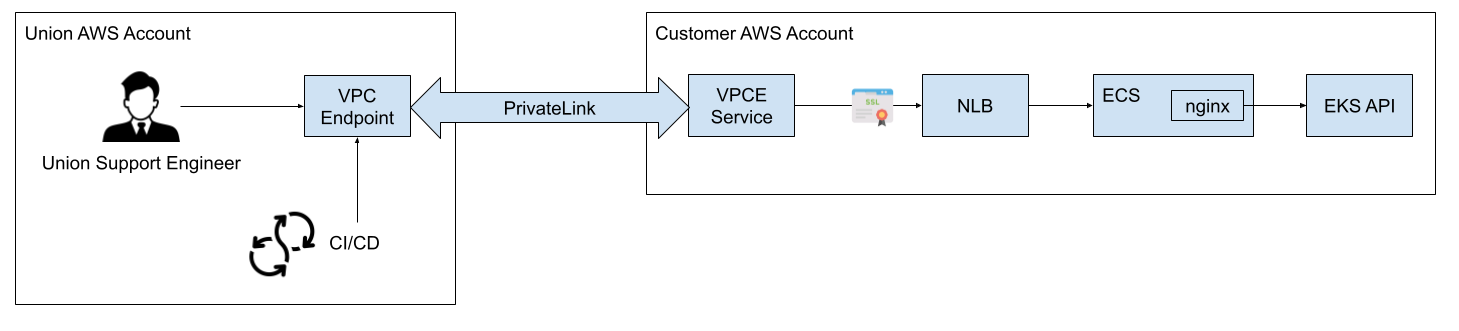 Union AWS Account
Union Support Engineer
VPC
Endpoint
CI/CD
PrivateLink
Customer AWS Account
VPCE
Service
SSL
NLB
ECS
nginx
EKS API